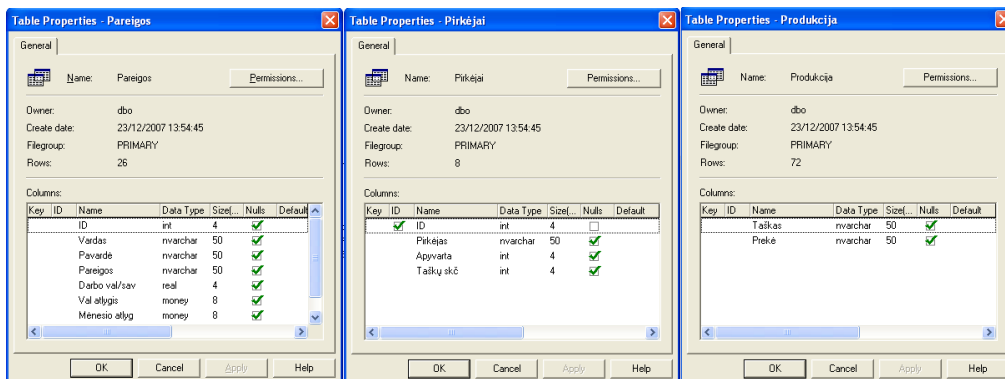 Table Properties - Pareigos
General
Name: Pareigos Permissions...
Owner: dbo
Create date: 23/12/2007 13:54:45
Filegroup: PRIMARY
Rows: 26
Columns:
Key ID Name Data Type Size(... Nulls Default
ID int 4
Vardas nvarchar 50
Pavardė nvarchar 50
Pareigos nvarchar 50
Darbo val/sav real 4
Val atlygis money 8
Mėnesio atlyg money 8
OK Cancel Apply Help
Table Properties - Pirkėjai
General
Name: Pirkėjai Permissions...
Owner: dbo
Create date: 23/12/2007 13:54:45
Filegroup: PRIMARY
Rows: 8
Columns:
Key ID Name Data Type Size(... Nulls Default
ID int 4
Pirkėjas nvarchar 50
Apyvarta int 4
Taškų skč int 4
OK Cancel Apply Help
Table Properties - Produkcija
General
Name: Produkcija Permissions...
Owner: dbo
Create date: 23/12/2007 13:54:45
Filegroup: PRIMARY
Rows: 72
Columns:
Key ID Name Data Type Size(... Nulls Default
Taškas nvarchar 50
Prekė nvarchar 50
OK Cancel Apply Help